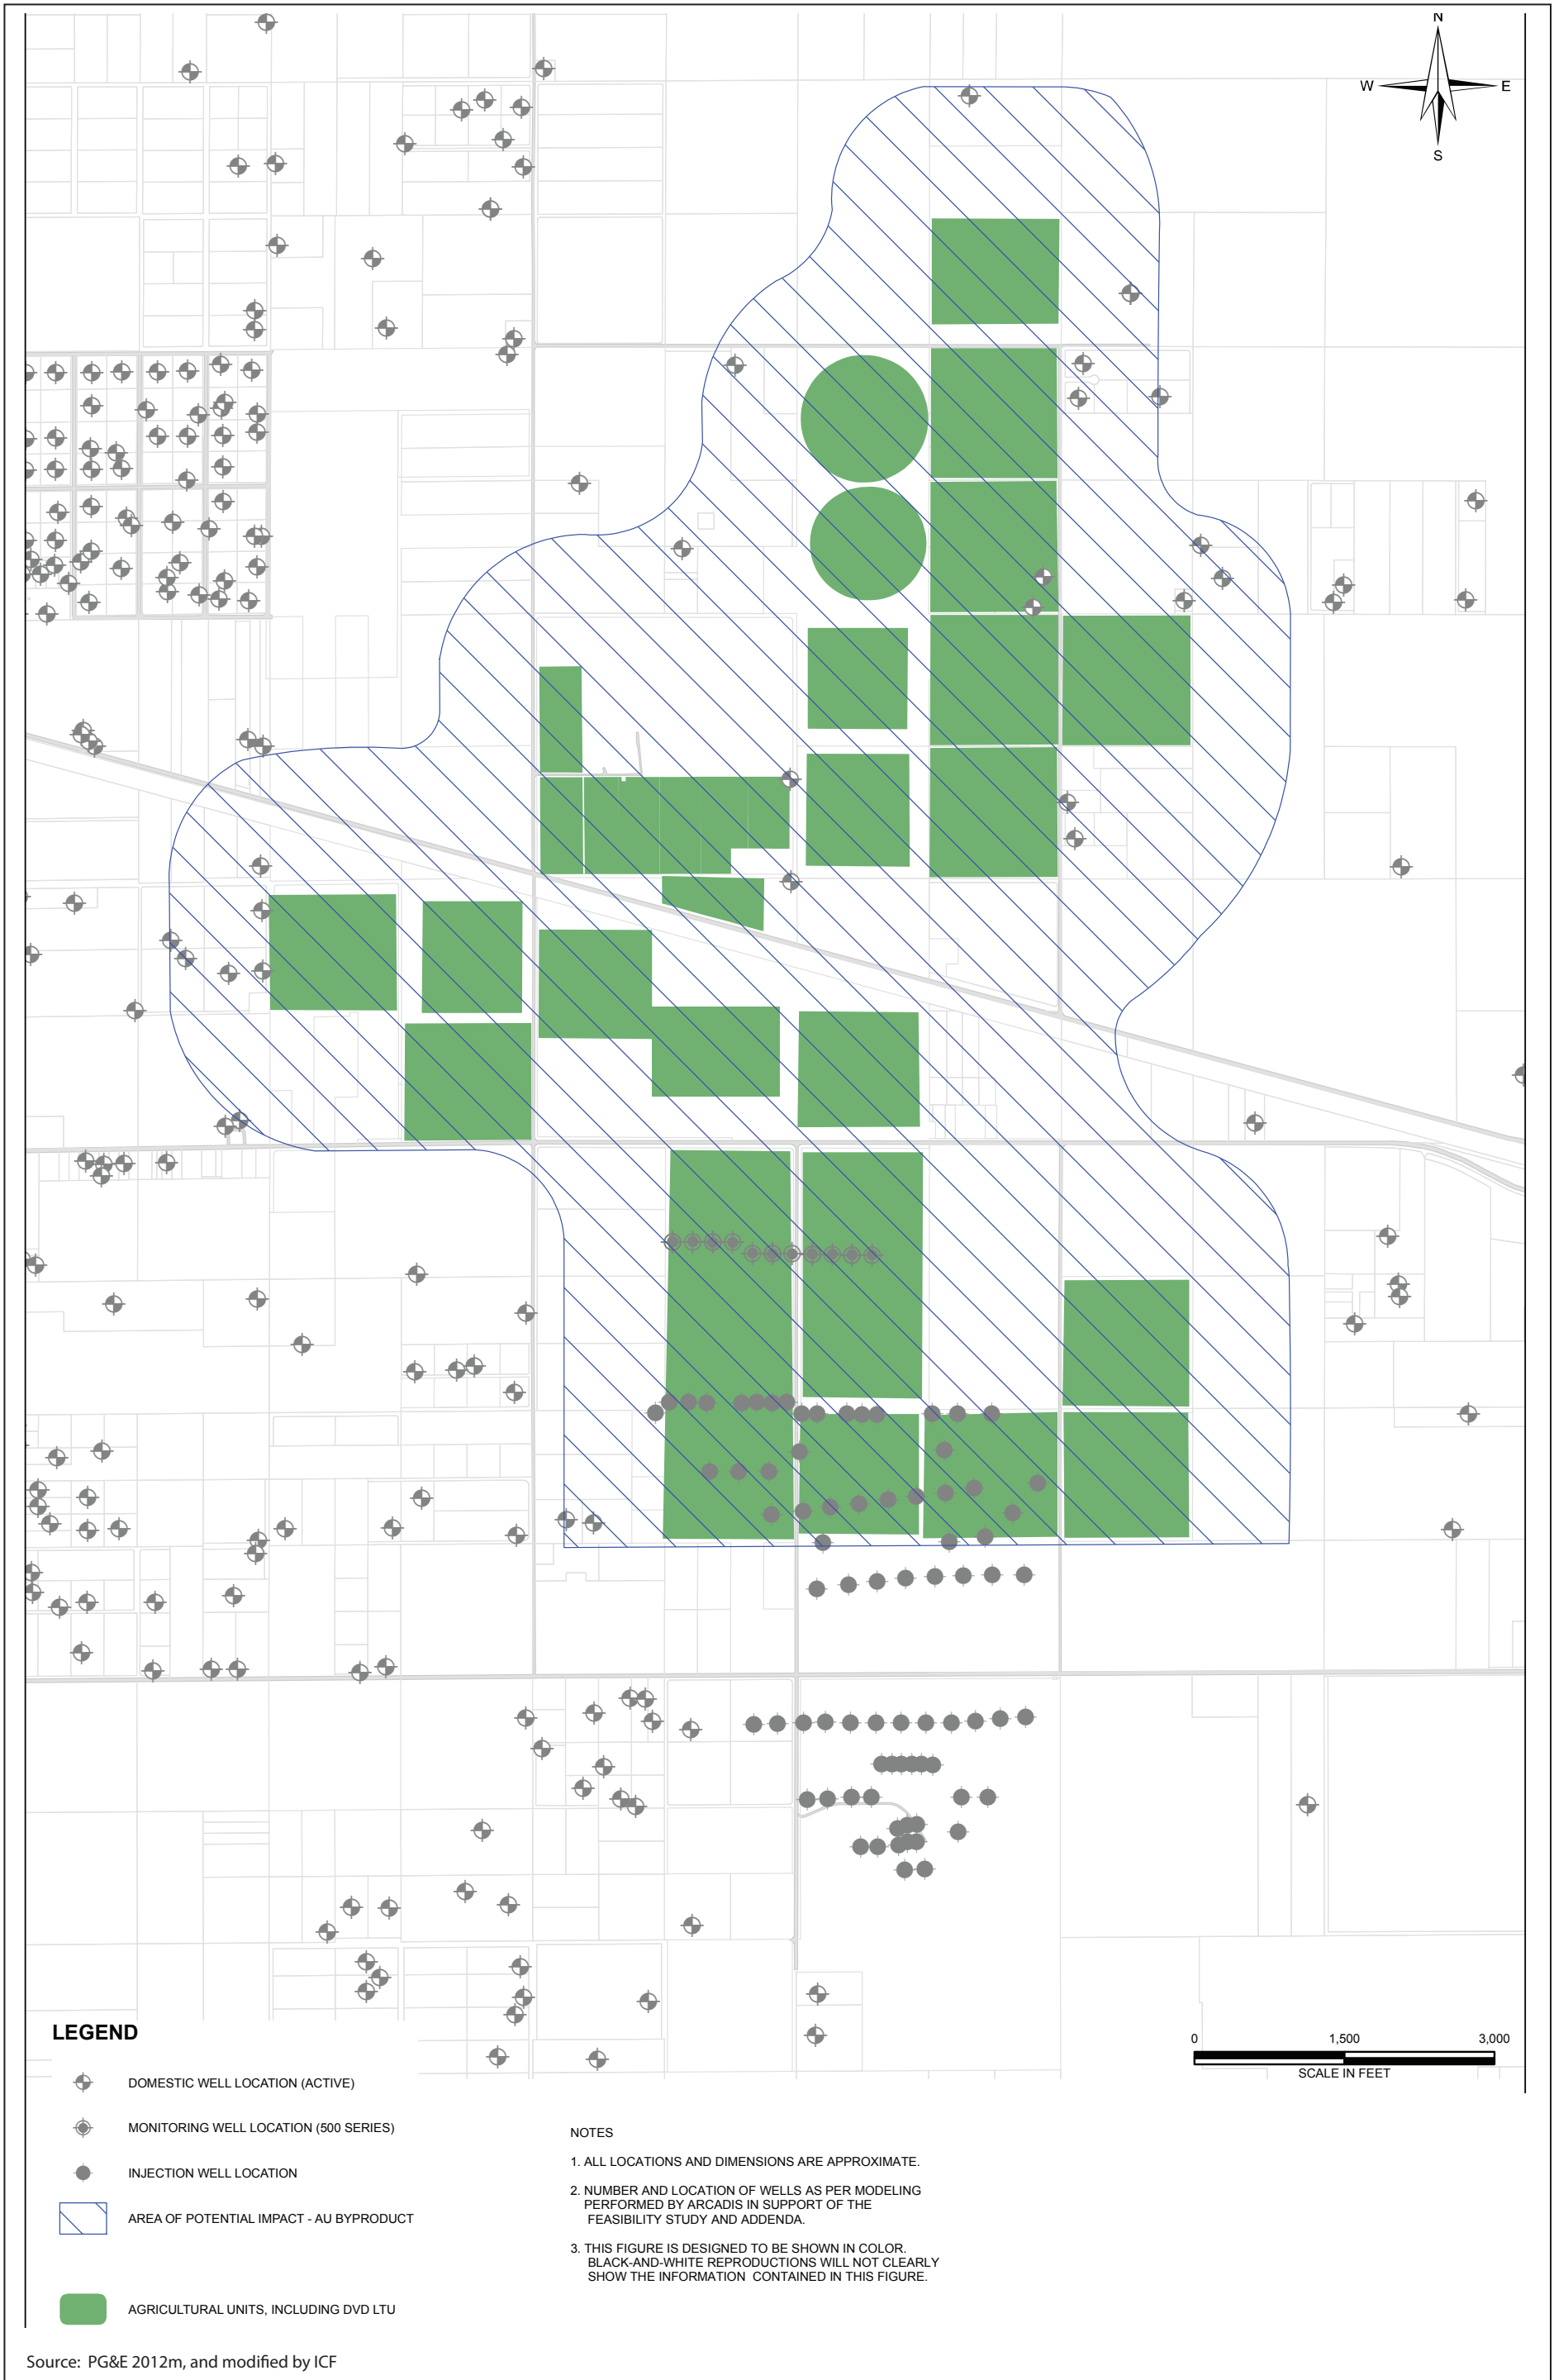 N
W E
S
0 1,500 3,000
SCALE IN FEET
LEGEND
DOMESTIC WELL LOCATION (ACTIVE)
MONITORING WELL LOCATION (500 SERIES)
INJECTION WELL LOCATION
AREA OF POTENTIAL IMPACT - AU BYPRODUCT
AGRICULTURAL UNITS, INCLUDING DVD LTU
NOTES
1. ALL LOCATIONS AND DIMENSIONS ARE APPROXIMATE.
2. NUMBER AND LOCATION OF WELLS AS PER MODELING
PERFORMED BY ARCADIS IN SUPPORT OF THE
FEASIBILITY STUDY AND ADDENDA.
3. THIS FIGURE IS DESIGNED TO BE SHOWN IN COLOR.
BLACK-AND-WHITE REPRODUCTIONS WILL NOT CLEARLY
SHOW THE INFORMATION CONTAINED IN THIS FIGURE.
Source: PG&E 2012m, and modified by ICF